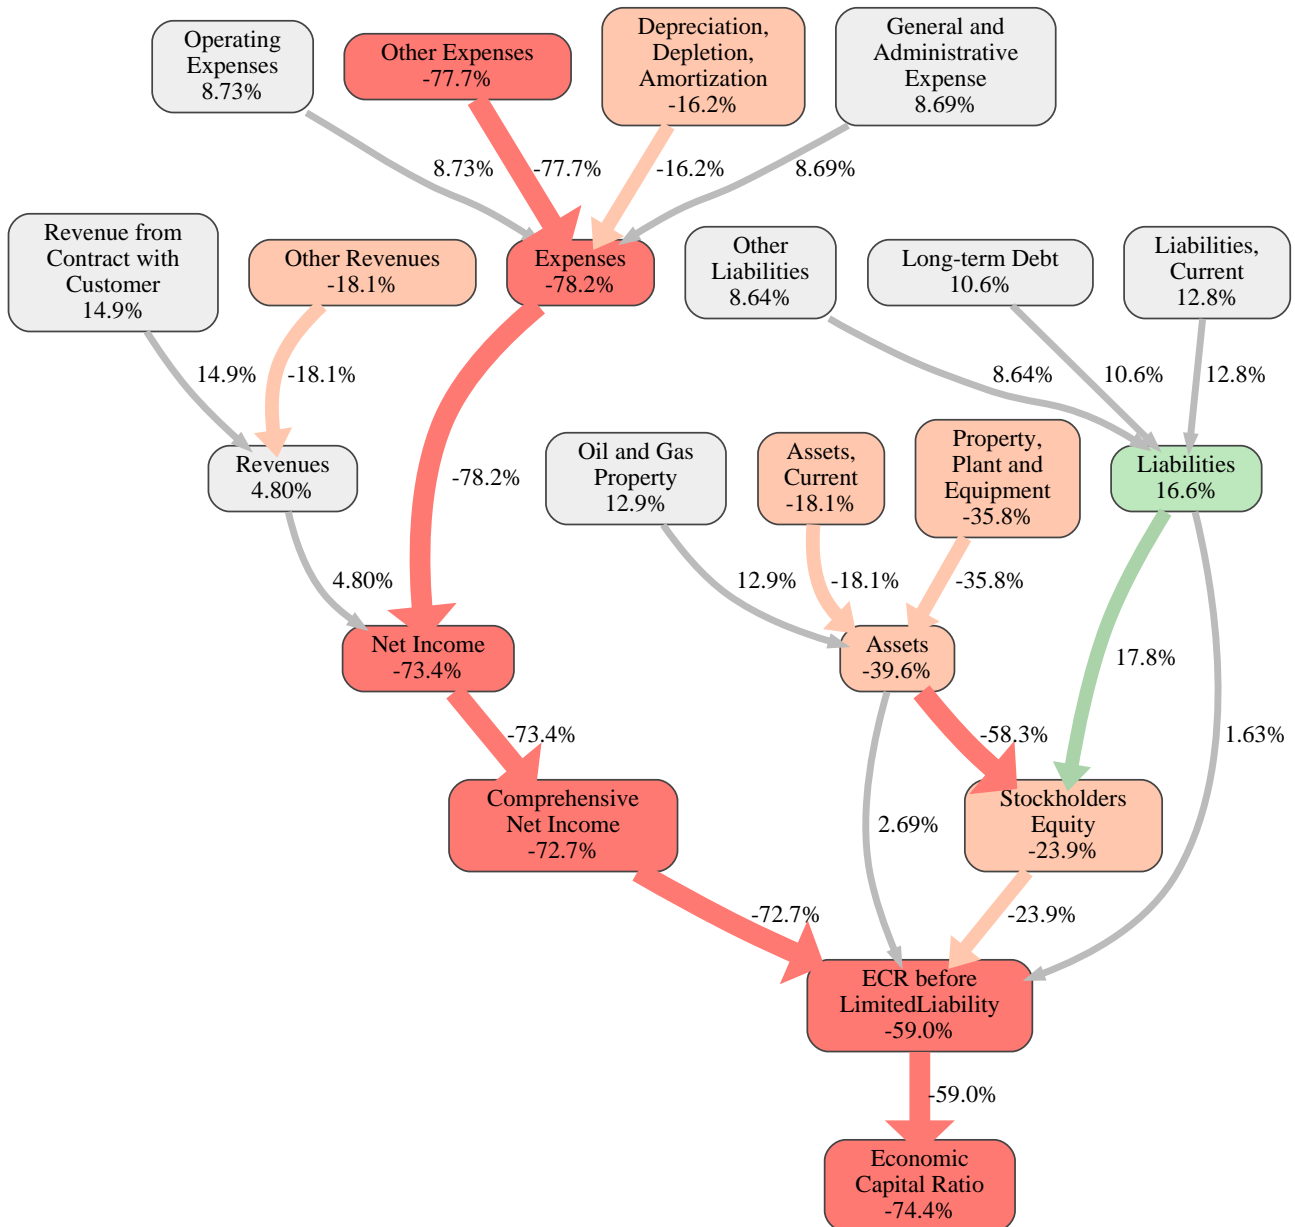 Operating
Expenses
8.73%
Other Expenses
-77.7%
Depreciation,
Depletion,
Amortization
-16.2%
General and
Administrative
Expense
8.69%
8.73%
-77.7%
-16.2%
8.69%
Revenue from
Contract with
Customer
14.9%
Other Revenues
-18.1%
Expenses
-78.2%
Other
Liabilities
8.64%
Long-term Debt
10.6%
Liabilities,
Current
12.8%
14.9%
-18.1%
8.64%
10.6%
12.8%
Revenues
4.80%
-78.2%
Oil and Gas
Property
12.9%
Assets,
Current
-18.1%
Property,
Plant and
Equipment
-35.8%
Liabilities
16.6%
4.80%
12.9%
-18.1%
-35.8%
Net Income
-73.4%
Assets
-39.6%
17.8%
-73.4%
-58.3%
1.63%
Comprehensive
Net Income
-72.7%
2.69%
Stockholders
Equity
-23.9%
-72.7%
-23.9%
ECR before
LimitedLiability
-59.0%
-59.0%
Economic
Capital Ratio
-74.4%